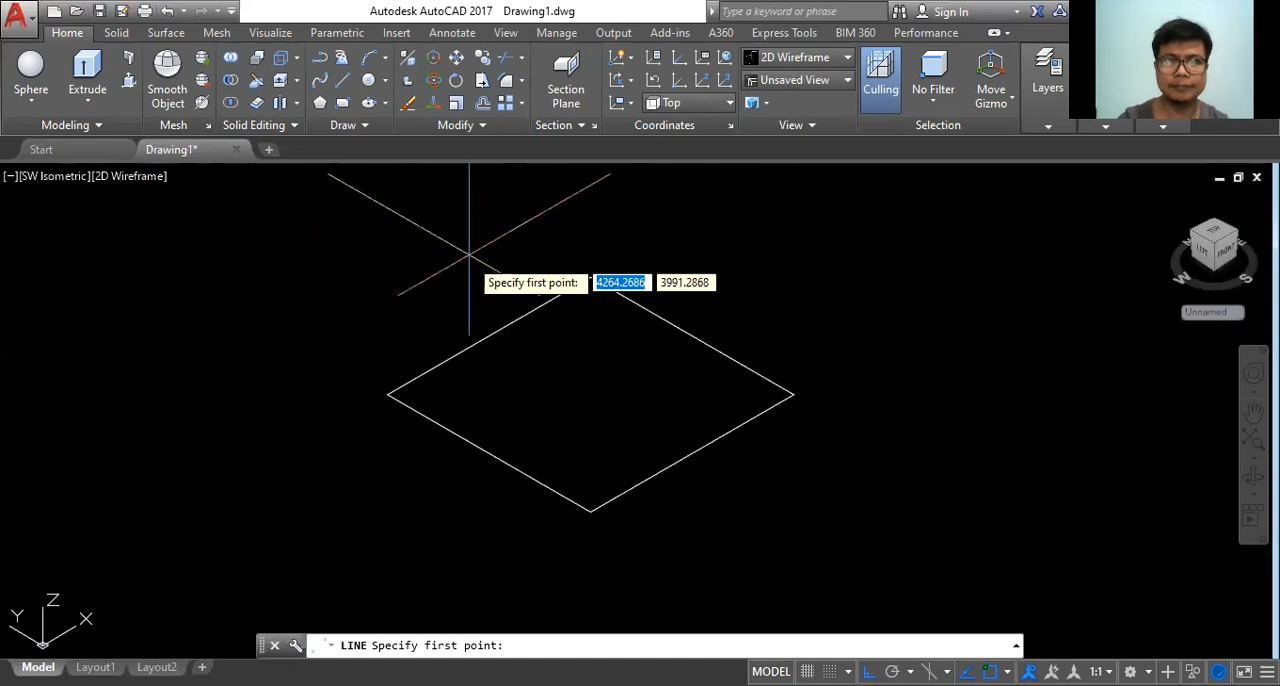 Autodesk AutoCAD 2017 Drawing1.dwg
Type a keyword or phrase
Sign In
Home Solid Surface Mesh Visualize Parametric Insert Annotate View Manage Output Add-ins A360 Express Tools BIM 360 Performance
2D Wireframe
Unsaved View
Top
Sphere Extrude Smooth Object Section Plane Culling No Filter Move Gizmo Layers
Modeling Mesh Solid Editing Draw Modify Section Coordinates View Selection
Start Drawing1*
[−][SW Isometric][2D Wireframe]
TOP
LEFT FRONT
W S
Unnamed
Specify first point: 4264.2686 3991.2868
Z
Y X
LINE Specify first point:
Model Layout1 Layout2 +
MODEL 1:1